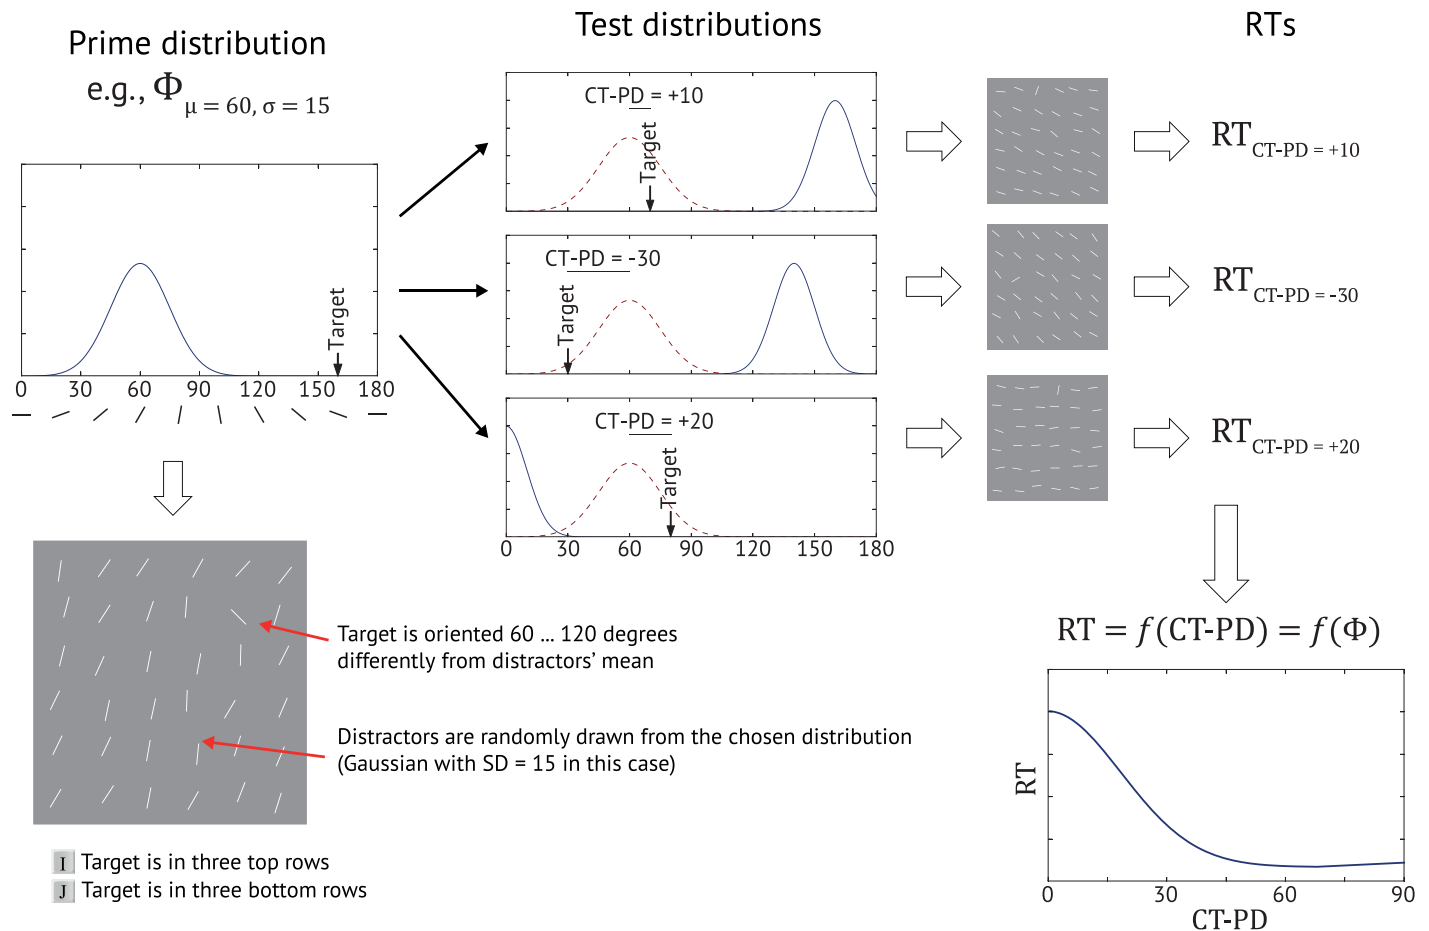 Prime distribution
e.g., Φ μ = 60, σ = 15
Target
0 30 60 90 120 150 180
Test distributions
CT-PD = +10
Target
CT-PD = -30
Target
CT-PD = +20
Target
0 30 60 90 120 150 180
RTs
RT CT-PD = +10
RT CT-PD = -30
RT CT-PD = +20
Target is oriented 60 ... 120 degrees
differently from distractors’ mean
Distractors are randomly drawn from the chosen distribution
(Gaussian with SD = 15 in this case)
I Target is in three top rows
J Target is in three bottom rows
RT = f(CT-PD) = f(Φ)
RT
0 30 60 90
CT-PD